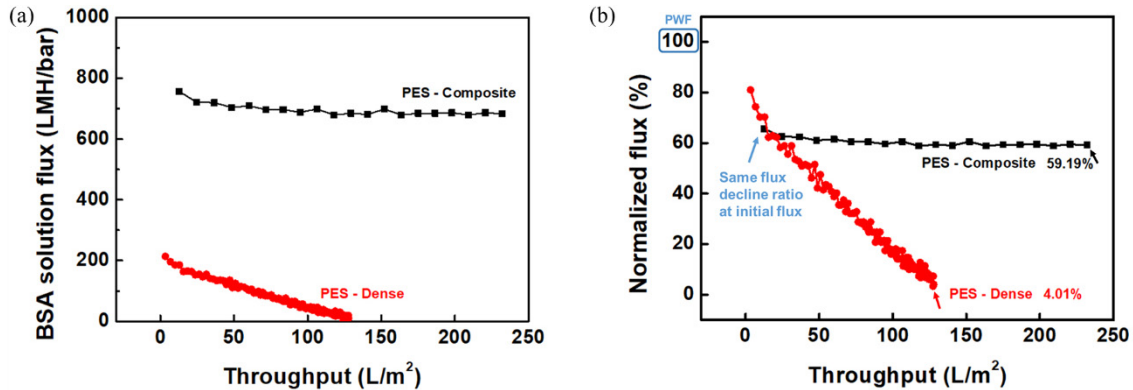 (a)
1000
800
600
400
200
0
BSA solution flux (LMH/bar)
PES - Composite
PES - Dense
0 50 100 150 200 250
Throughput (L/m²)
(b)
PWF
100
80
60
40
20
0
Normalized flux (%)
Same flux
decline ratio
at initial flux
PES - Composite 59.19%
PES - Dense 4.01%
0 50 100 150 200 250
Throughput (L/m²)